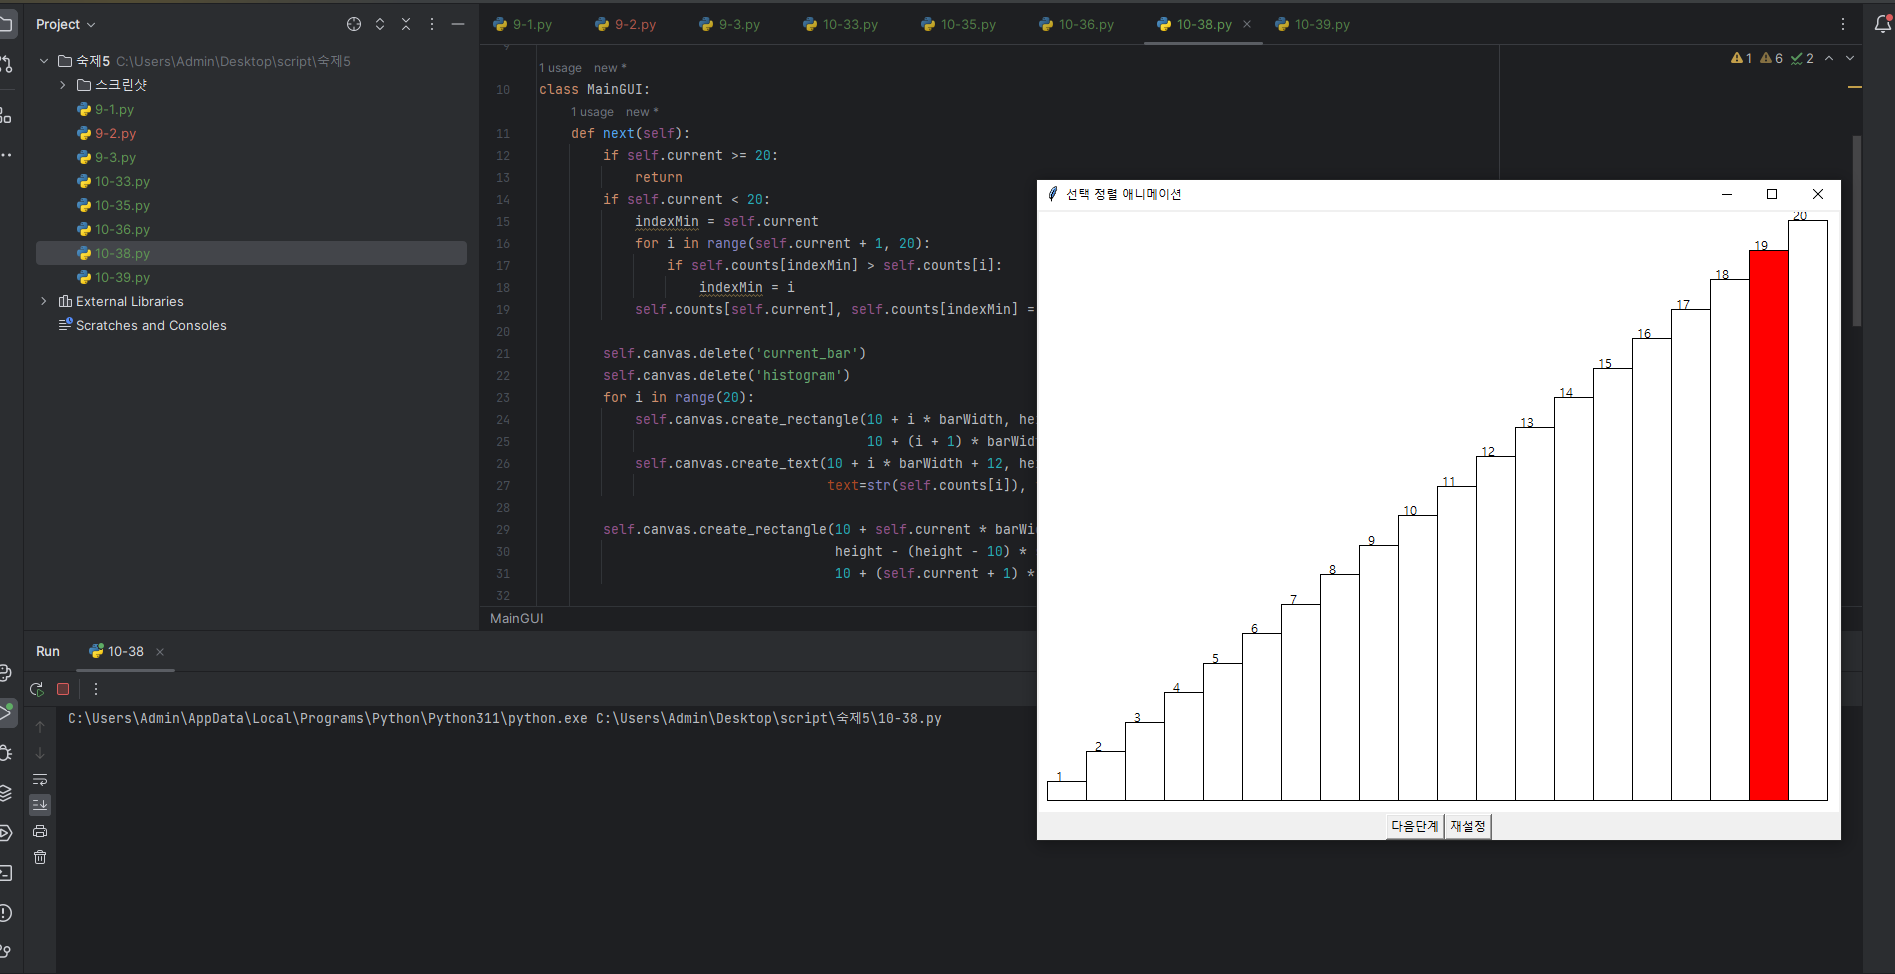 Project
9-1.py
9-2.py
9-3.py
10-33.py
10-35.py
10-36.py
10-38.py
10-39.py
숙제5 C:\Users\Admin\Desktop\script\숙제5
스크린샷
9-1.py
9-2.py
9-3.py
10-33.py
10-35.py
10-36.py
10-38.py
10-39.py
External Libraries
Scratches and Consoles
1 6 2
9
1 usage new *
10 class MainGUI:
1 usage new *
11 def next(self):
12 if self.current >= 20:
13 return
14 if self.current < 20:
15 indexMin = self.current
16 for i in range(self.current + 1, 20):
17 if self.counts[indexMin] > self.counts[i]:
18 indexMin = i
19 self.counts[self.current], self.counts[indexMin] =
20
21 self.canvas.delete('current_bar')
22 self.canvas.delete('histogram')
23 for i in range(20):
24 self.canvas.create_rectangle(10 + i * barWidth, hei
25 10 + (i + 1) * barWidt
26 self.canvas.create_text(10 + i * barWidth + 12, hei
27 text=str(self.counts[i]),
28
29 self.canvas.create_rectangle(10 + self.current * barWi
30 height - (height - 10) *
31 10 + (self.current + 1) *
32
MainGUI
선택 정렬 애니메이션
1
2
3
4
5
6
7
8
9
10
11
12
13
14
15
16
17
18
19
20
다음단계
재설정
Run
10-38
C:\Users\Admin\AppData\Local\Programs\Python\Python311\python.exe C:\Users\Admin\Desktop\script\숙제5\10-38.py